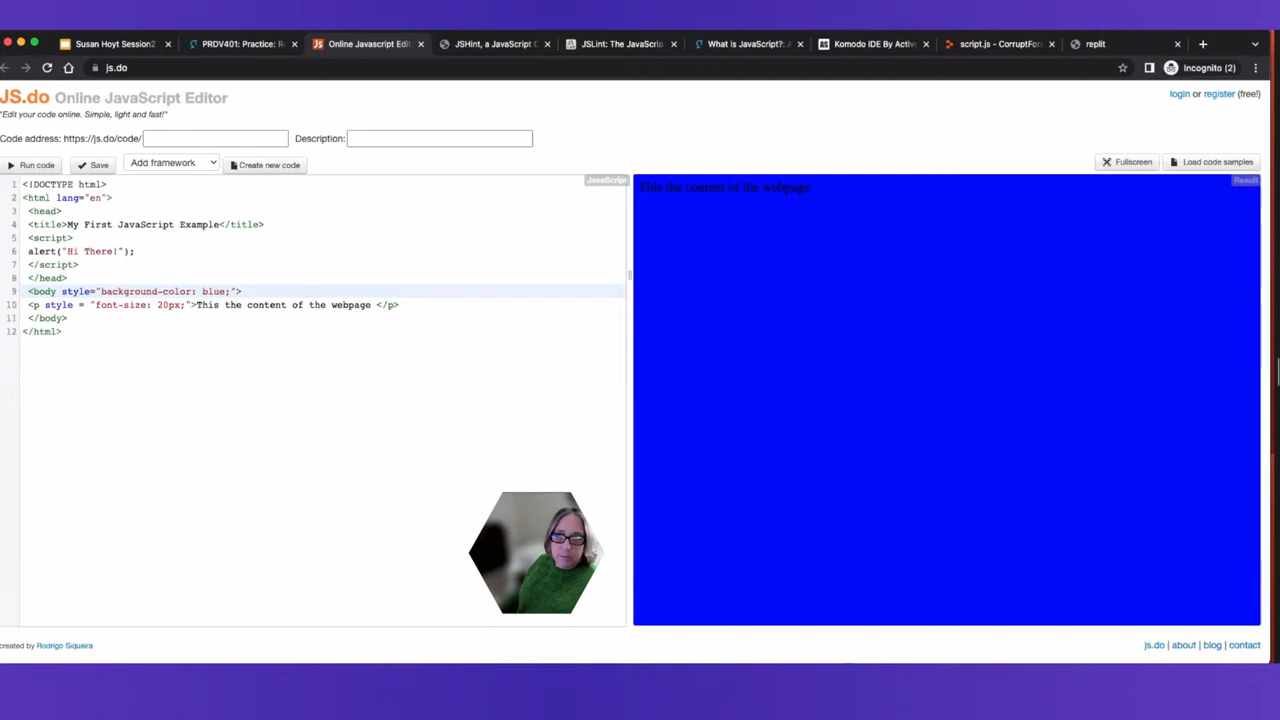 Susan Hoyt Session2
PRDV401: Practice: R
Online Javascript Edit
JSHint, a JavaScript C
JSLint: The JavaScrip
What is JavaScript?: A
Komodo IDE By Active
script.js - CorruptFor
replit
js.do
Incognito (2)
JS.do Online JavaScript Editor
"Edit your code online. Simple, light and fast!"
login or register (free!)
Code address: https://js.do/code/
Description:
Run code
Save
Add framework
Create new code
Fullscreen
Load code samples
JavaScript
Result
1 <!DOCTYPE html>
2 <html lang="en">
3 <head>
4 <title>My First JavaScript Example</title>
5 <script>
6 alert("Hi There!");
7 </script>
8 </head>
9 <body style="background-color: blue;">
10 <p style = "font-size: 20px;">This the content of the webpage </p>
11 </body>
12 </html>
This the content of the webpage
created by Rodrigo Siqueira
js.do | about | blog | contact